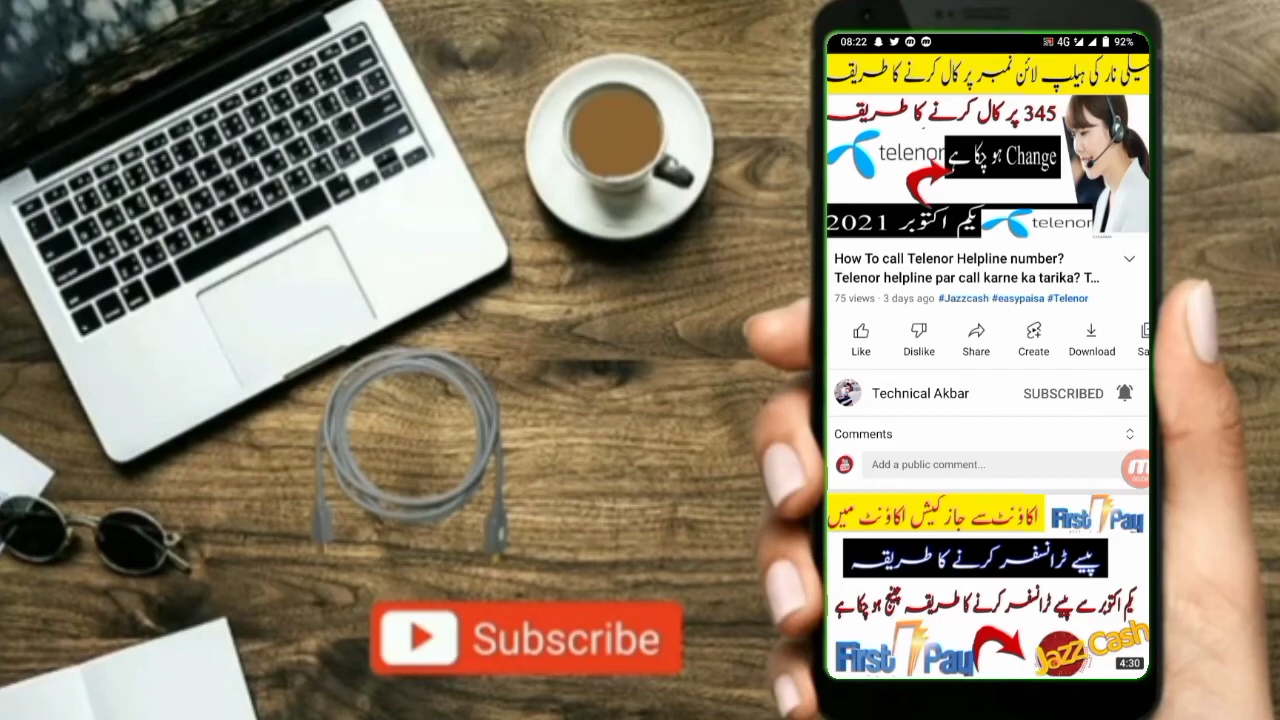 08:22 4G 92%
یلی نار کی ہیلپ لائن نمبر پر کال کرنے کا طریقہ
345 پر کال کرنے کا طریقہ
telenor
Change ہو چکا ہے
یکم اکتوبر 2021
telenor
How To call Telenor Helpline number?
Telenor helpline par call karne ka tarika? T...
75 views · 3 days ago #Jazzcash #easypaisa #Telenor
Like Dislike Share Create Download Sa
Technical Akbar SUBSCRIBED
Comments
Add a public comment...
اکاؤنٹ سے جاز کیش اکاؤنٹ میں First Pay
پیسے ٹرانسفر کرنے کا طریقہ
یکم اکتوبر سے پیسے ٹرانسفر کرنے کا طریقہ چینج ہو چکا ہے
First Pay JazzCash
4:30
Subscribe